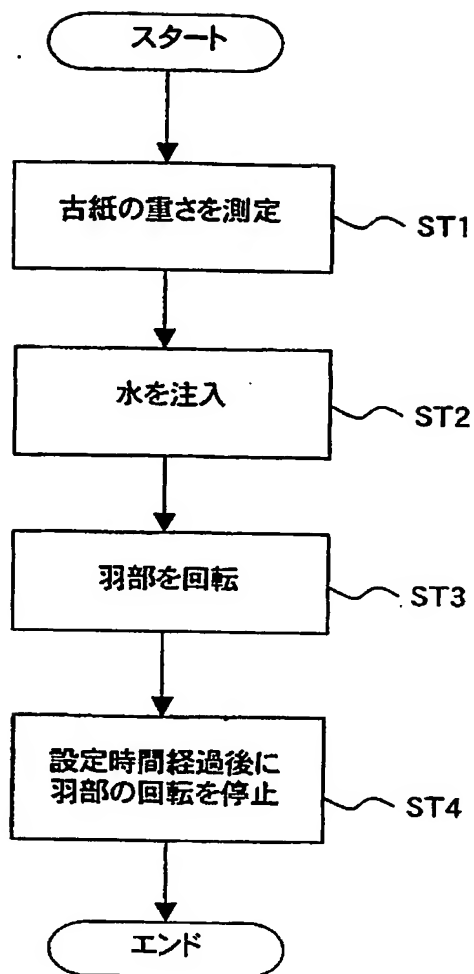 スタート
古紙の重さを測定
ST1
水を注入
ST2
羽部を回転
ST3
設定時間経過後に
羽部の回転を停止
ST4
エンド